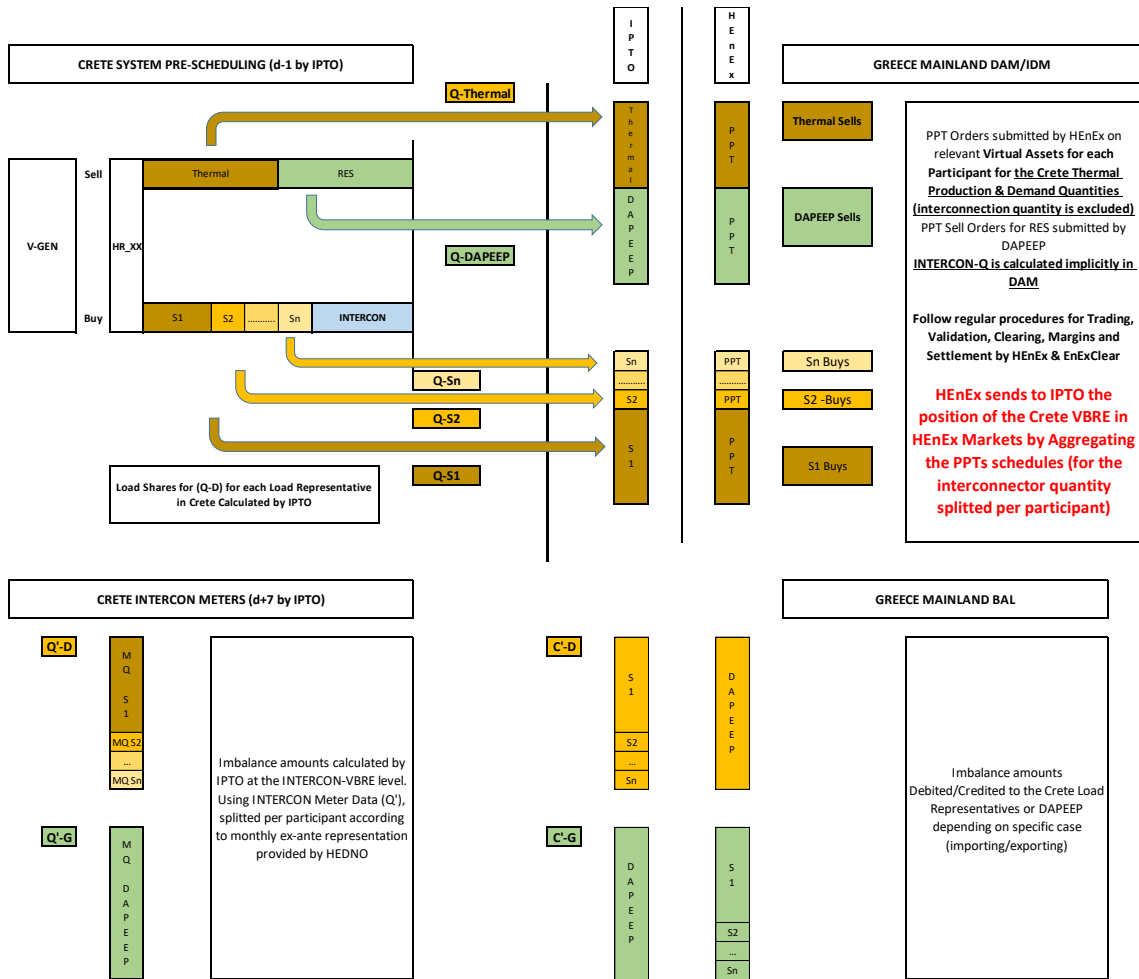 IPTO
HEnEx
CRETE SYSTEM PRE-SCHEDULING (d-1 by IPTO)
GREECE MAINLAND DAM/IDM
Q-Thermal
Thermal
PPT
Thermal Sells
Sell
Thermal
RES
V-GEN
HR_XX
DAPEEP
PPT
DAPEEP Sells
Q-DAPEEP
Buy
S1
S2
...........
Sn
INTERCON
PPT Orders submitted by HEnEx on
relevant Virtual Assets for each
Participant for the Crete Thermal
Production & Demand Quantities
(interconnection quantity is excluded)
PPT Sell Orders for RES submitted by
DAPEEP
INTERCON-Q is calculated implicitly in
DAM
Follow regular procedures for Trading,
Validation, Clearing, Margins and
Settlement by HEnEx & EnExClear
HEnEx sends to IPTO the
position of the Crete VBRE in
HEnEx Markets by Aggregating
the PPTs schedules (for the
interconnector quantity
splitted per participant)
Sn
PPT
Sn Buys
...........
...........
Q-Sn
S2
PPT
S2 -Buys
Q-S2
S1
PPT
S1 Buys
Q-S1
Load Shares for (Q-D) for each Load Representative
in Crete Calculated by IPTO
CRETE INTERCON METERS (d+7 by IPTO)
GREECE MAINLAND BAL
Q'-D
MQ S1
MQ S2
...
MQ Sn
Q'-G
MQ DAPEEP
Imbalance amounts calculated by
IPTO at the INTERCON-VBRE level.
Using INTERCON Meter Data (Q'),
splitted per participant according
to monthly ex-ante representation
provided by HEDNO
C'-D
S1
S2
...
Sn
DAPEEP
C'-G
DAPEEP
S1
S2
...
Sn
Imbalance amounts
Debited/Credited to the Crete Load
Representatives or DAPEEP
depending on specific case
(importing/exporting)